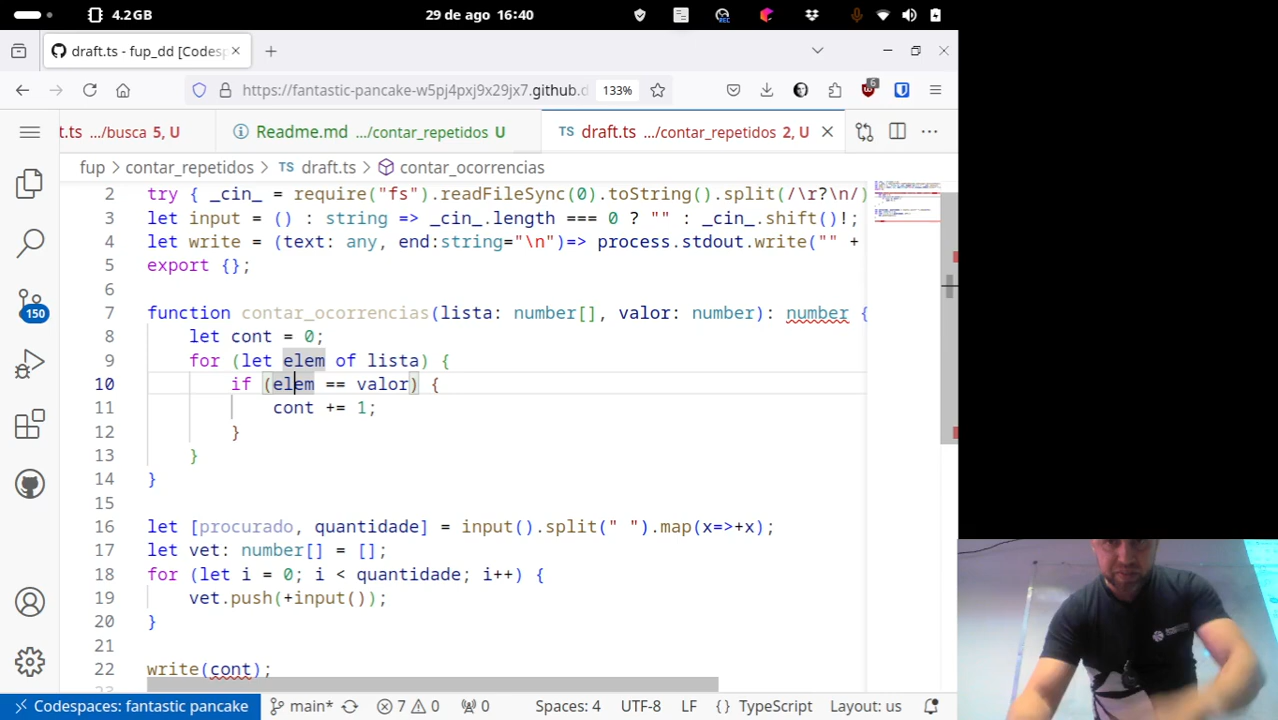 4.2GB 29 de ago 16:40 REC
draft.ts - fup_dd [Codesp
https://fantastic-pancake-w5pj4pxj9x29jx7.github.d 133% 6
t.ts .../busca 5, U Readme.md .../contar_repetidos U TS draft.ts .../contar_repetidos 2, U
fup > contar_repetidos > TS draft.ts > contar_ocorrencias
2 try { _cin_ = require("fs").readFileSync(0).toString().split(/\r?\n/)
3 let input = () : string => _cin_.length === 0 ? "" : _cin_.shift()!;
4 let write = (text: any, end:string="\n")=> process.stdout.write("" +
5 export {};
6
7 function contar_ocorrencias(lista: number[], valor: number): number {
8 let cont = 0;
9 for (let elem of lista) {
10 if (elem == valor) {
11 cont += 1;
12 }
13 }
14 }
15
16 let [procurado, quantidade] = input().split(" ").map(x=>+x);
17 let vet: number[] = [];
18 for (let i = 0; i < quantidade; i++) {
19 vet.push(+input());
20 }
21
22 write(cont);
23
150
Codespaces: fantastic pancake main* 7 0 0 Spaces: 4 UTF-8 LF {} TypeScript Layout: us